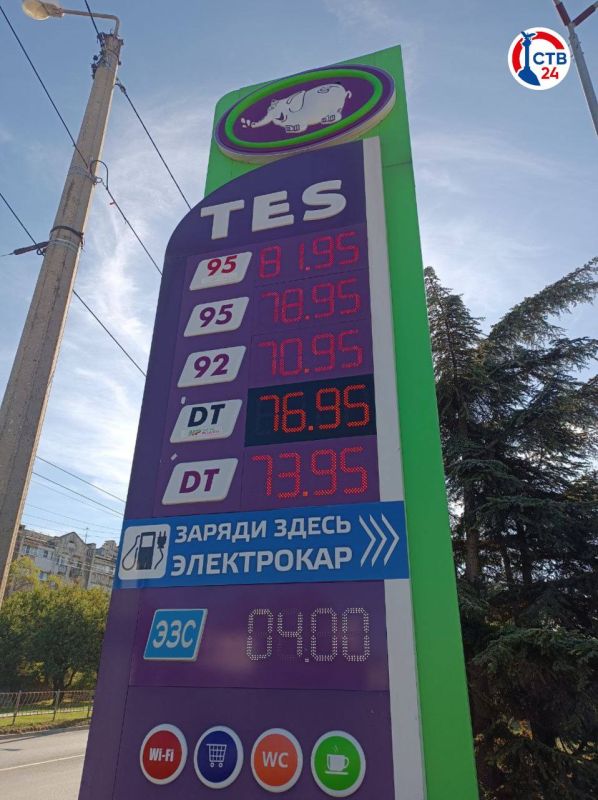 СТВ
24
TES
95 81.95
95 78.95
92 70.95
DT 76.95
DT 73.95
ЗАРЯДИ ЗДЕСЬ
ЭЛЕКТРОКАР
ЭЗС 04.00
Wi-Fi
WC